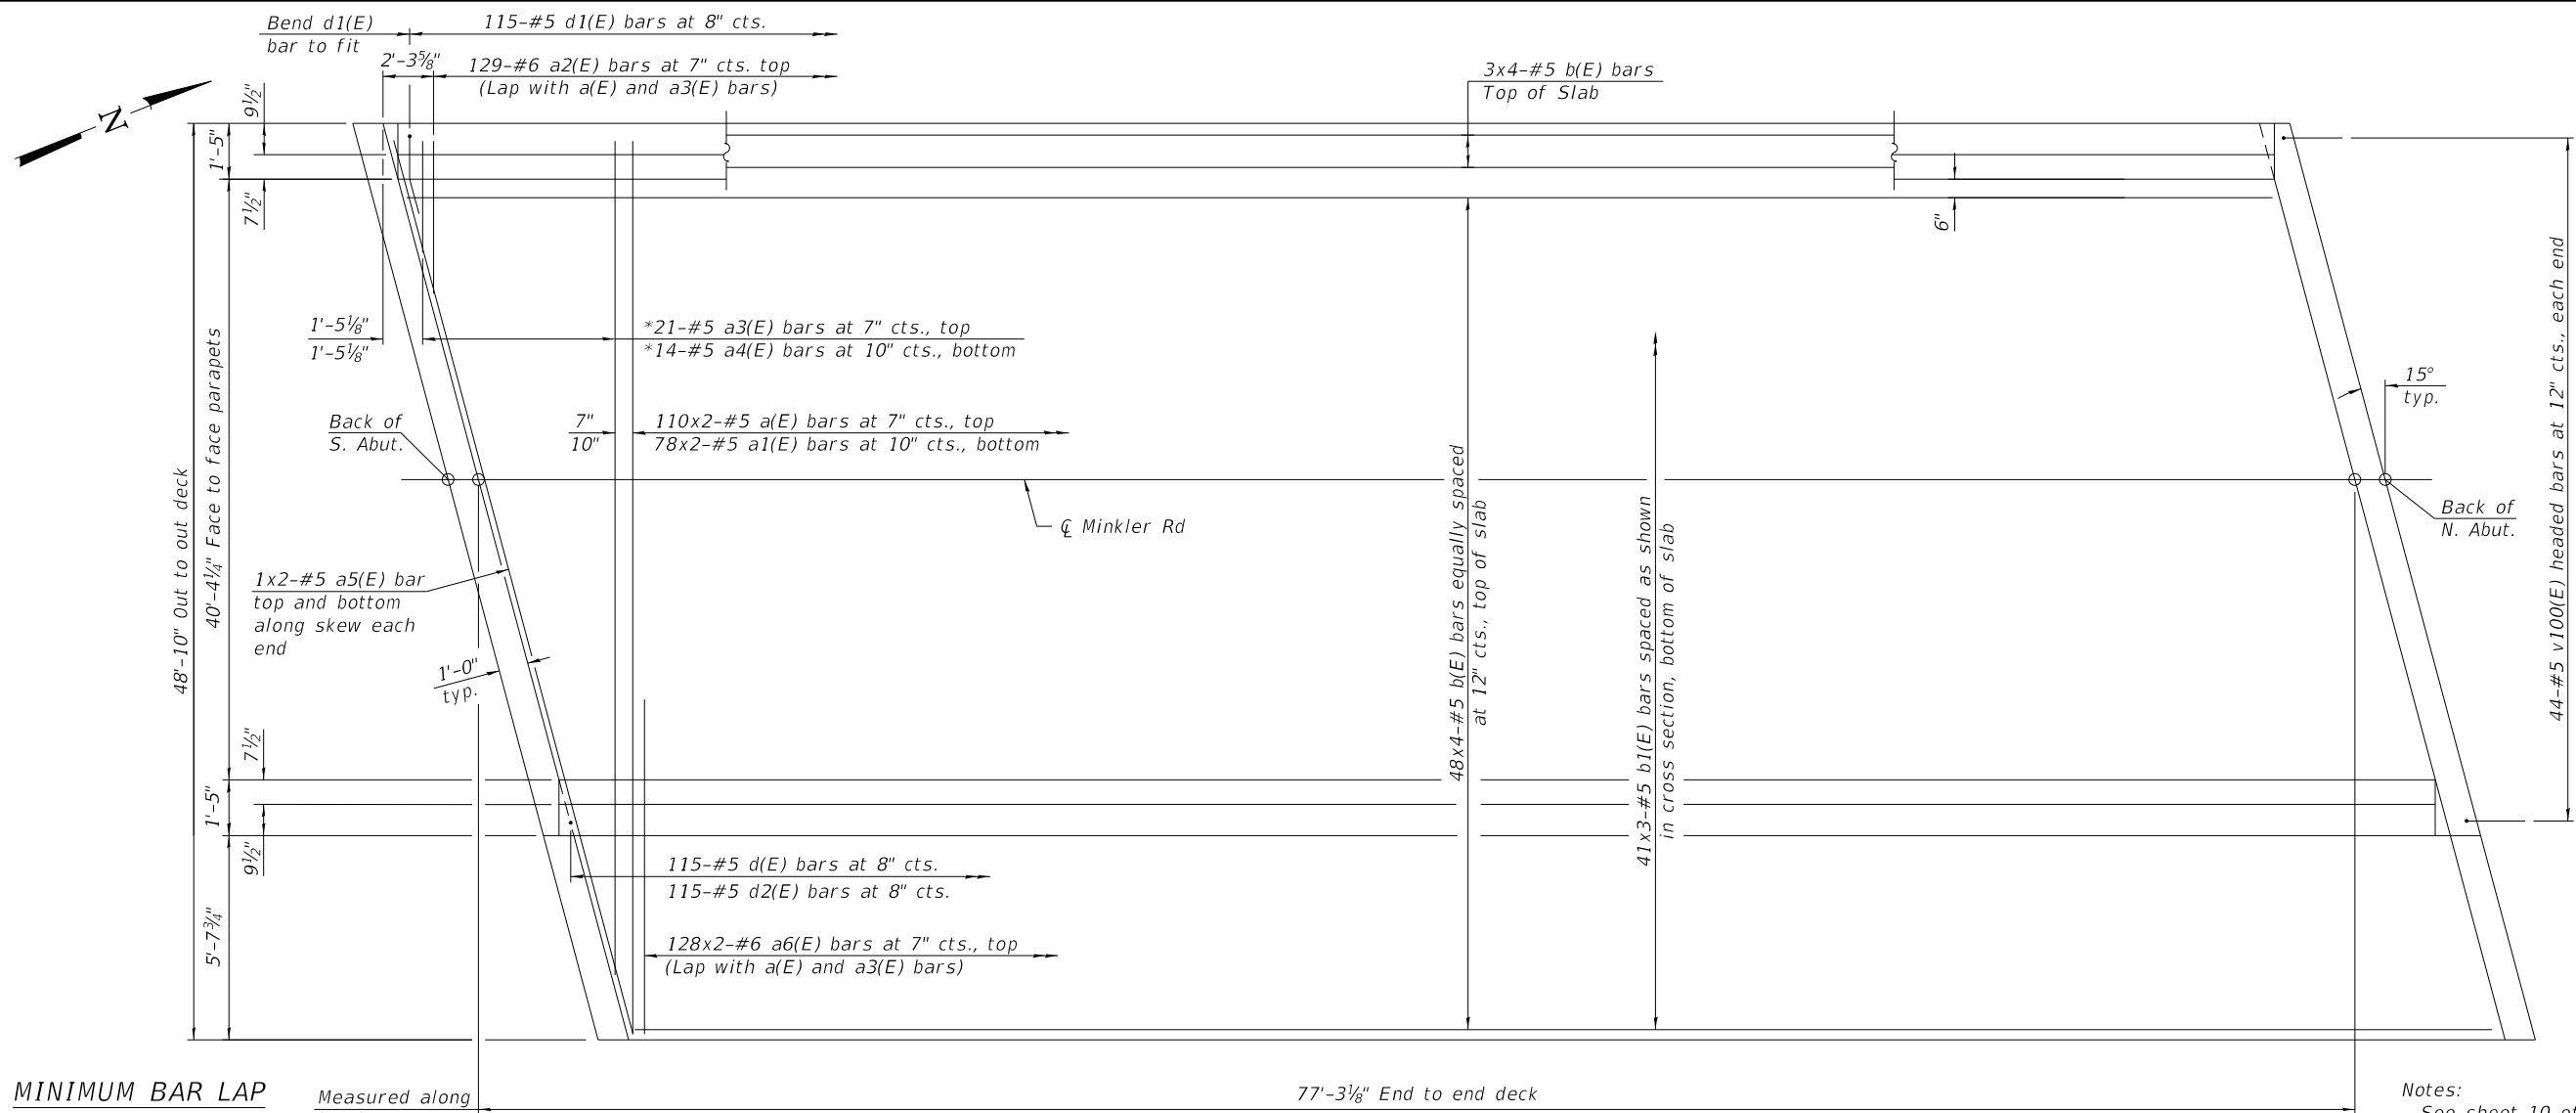 Bend d1(E)
bar to fit
115-#5 d1(E) bars at 8" cts.
2'-3⅝"
129-#6 a2(E) bars at 7" cts. top
(Lap with a(E) and a3(E) bars)
3x4-#5 b(E) bars
Top of Slab
N
9½"
1'-5"
7½"
6"
1'-5⅛"
1'-5⅛"
*21-#5 a3(E) bars at 7" cts., top
*14-#5 a4(E) bars at 10" cts., bottom
15°
typ.
Back of
S. Abut.
7"
10"
110x2-#5 a(E) bars at 7" cts., top
78x2-#5 a1(E) bars at 10" cts., bottom
48'-10" Out to out deck
40'-4¼" Face to face parapets
℄ Minkler Rd
48x4-#5 b(E) bars equally spaced
at 12" cts., top of slab
41x3-#5 b1(E) bars spaced as shown
in cross section, bottom of slab
44-#5 v100(E) headed bars at 12" cts., each end
Back of
N. Abut.
1x2-#5 a5(E) bar
top and bottom
along skew each
end
1'-0"
typ.
7½"
1'-5"
9½"
5'-7¾"
115-#5 d(E) bars at 8" cts.
115-#5 d2(E) bars at 8" cts.
128x2-#6 a6(E) bars at 7" cts., top
(Lap with a(E) and a3(E) bars)
MINIMUM BAR LAP
Measured along
77'-3⅛" End to end deck
Notes:
See sheet 10